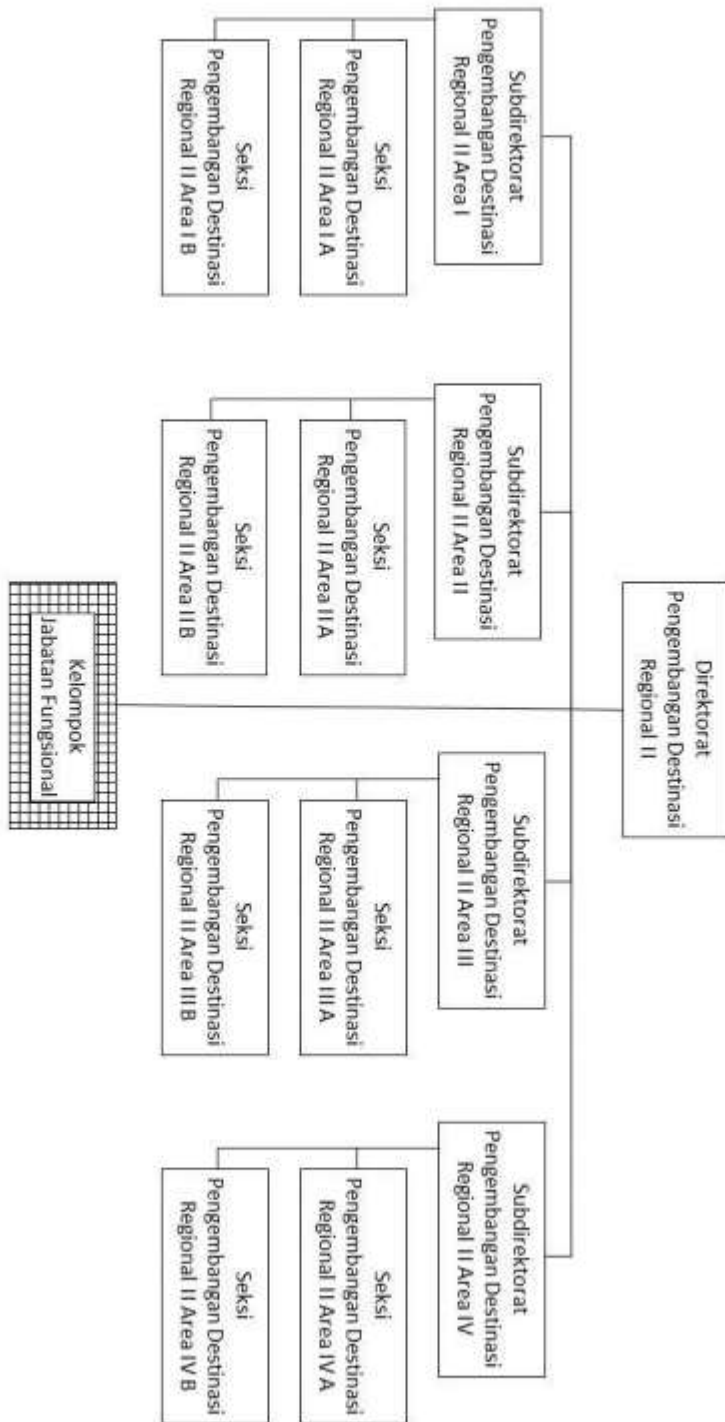 Direktorat
Pengembangan Destinasi
Regional II
Subdirektorat
Pengembangan Destinasi
Regional II Area I
Seksi
Pengembangan Destinasi
Regional II Area I A
Seksi
Pengembangan Destinasi
Regional II Area I B
Subdirektorat
Pengembangan Destinasi
Regional II Area II
Seksi
Pengembangan Destinasi
Regional II Area II A
Seksi
Pengembangan Destinasi
Regional II Area II B
Subdirektorat
Pengembangan Destinasi
Regional II Area III
Seksi
Pengembangan Destinasi
Regional II Area III A
Seksi
Pengembangan Destinasi
Regional II Area III B
Subdirektorat
Pengembangan Destinasi
Regional II Area IV
Seksi
Pengembangan Destinasi
Regional II Area IV A
Seksi
Pengembangan Destinasi
Regional II Area IV B
Kelompok
Jabatan Fungsional